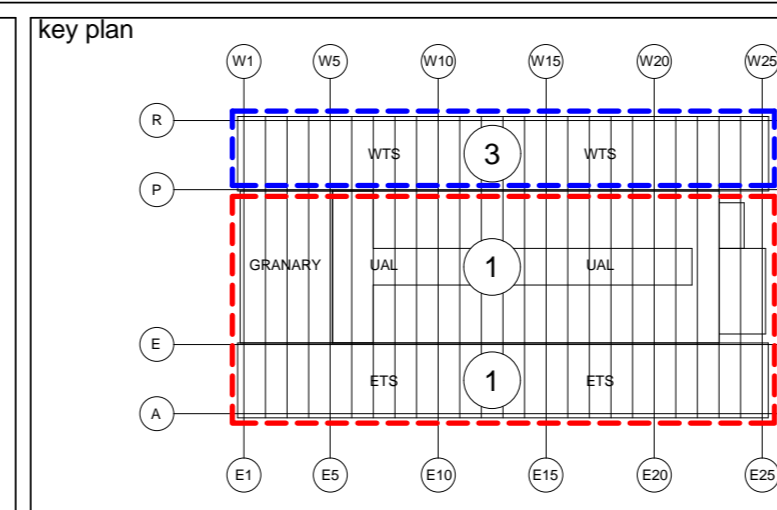 key plan
W1 W5 W10 W15 W20 W25
R
WTS 3 WTS
P
GRANARY UAL 1 UAL
E
ETS 1 ETS
A
E1 E5 E10 E15 E20 E25